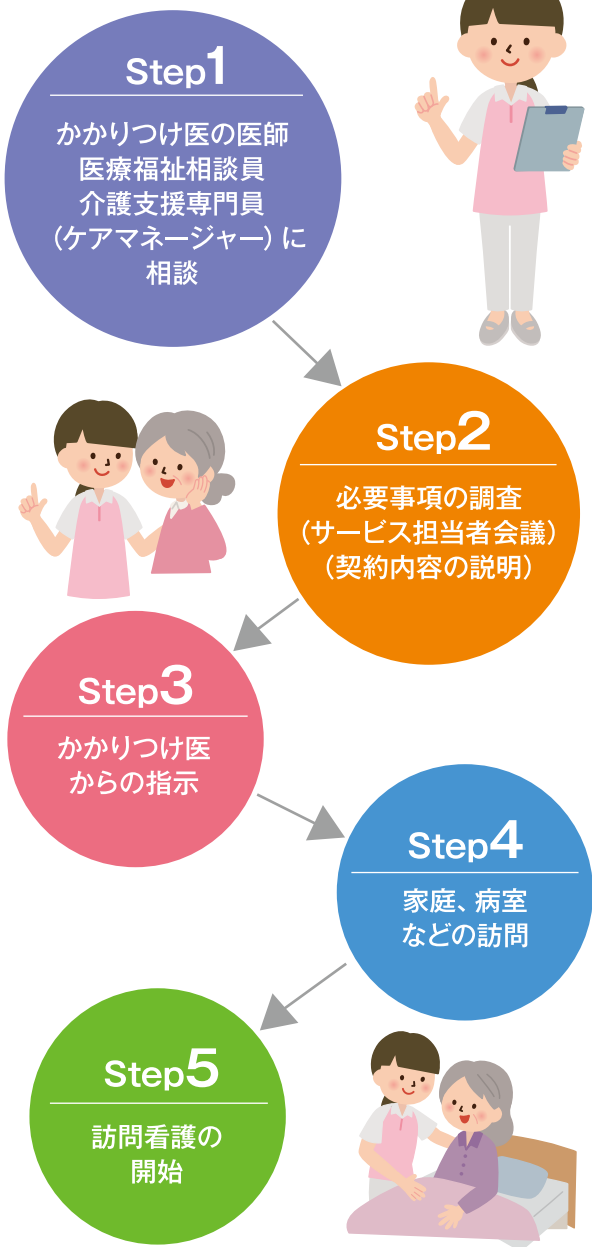 Step1
かかりつけ医の医師
医療福祉相談員
介護支援専門員
（ケアマネージャー）に
相談
Step2
必要事項の調査
（サービス担当者会議）
（契約内容の説明）
Step3
かかりつけ医
からの指示
Step4
家庭、病室
などの訪問
Step5
訪問看護の
開始